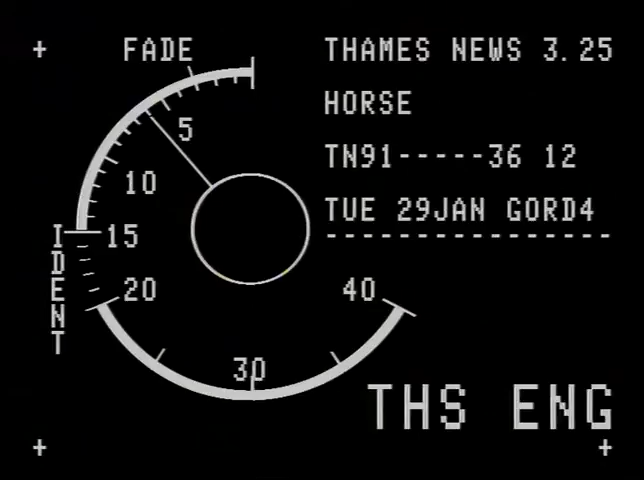 FADE
THAMES NEWS 3.25
HORSE
TN91-----36 12
TUE 29JAN GORD4
----------------
5
10
15
20
30
40
IDENT
THS ENG